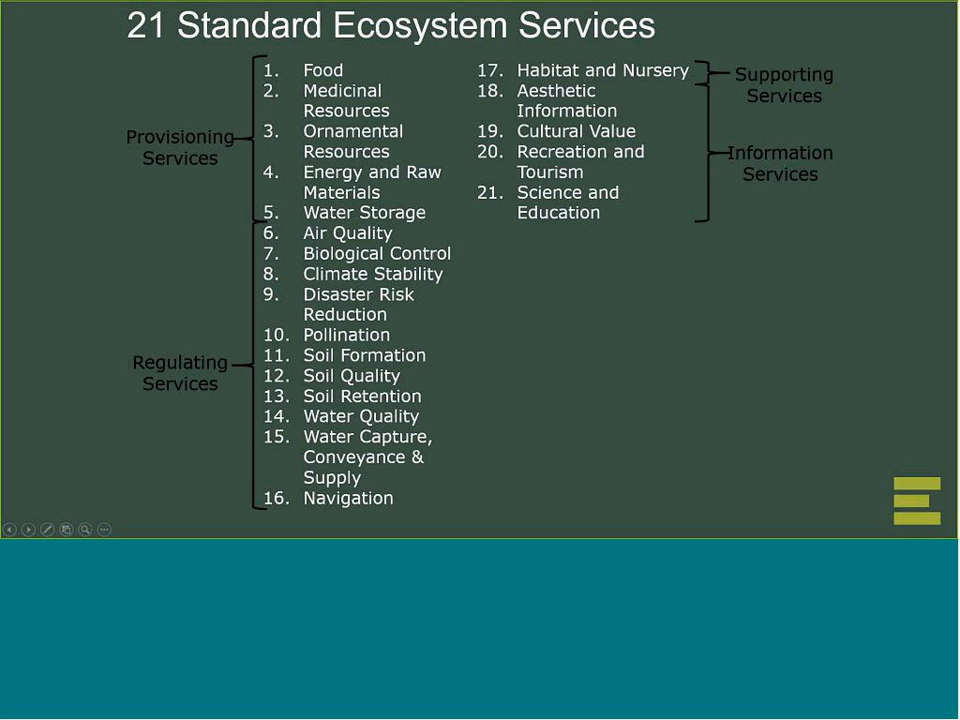 21 Standard Ecosystem Services
Provisioning
Services
1. Food
2. Medicinal
Resources
3. Ornamental
Resources
4. Energy and Raw
Materials
5. Water Storage
Regulating
Services
6. Air Quality
7. Biological Control
8. Climate Stability
9. Disaster Risk
Reduction
10. Pollination
11. Soil Formation
12. Soil Quality
13. Soil Retention
14. Water Quality
15. Water Capture,
Conveyance &
Supply
16. Navigation
17. Habitat and Nursery
Supporting
Services
18. Aesthetic
Information
19. Cultural Value
20. Recreation and
Tourism
21. Science and
Education
Information
Services